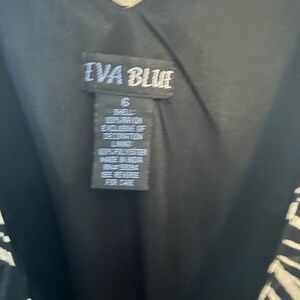 EVA BLUE
6
SHELL:
100% RAYON
EXCLUSIVE OF
DECORATION
LINING:
100% POLYESTER
MADE IN INDIA
SEE REVERSE
FOR CARE